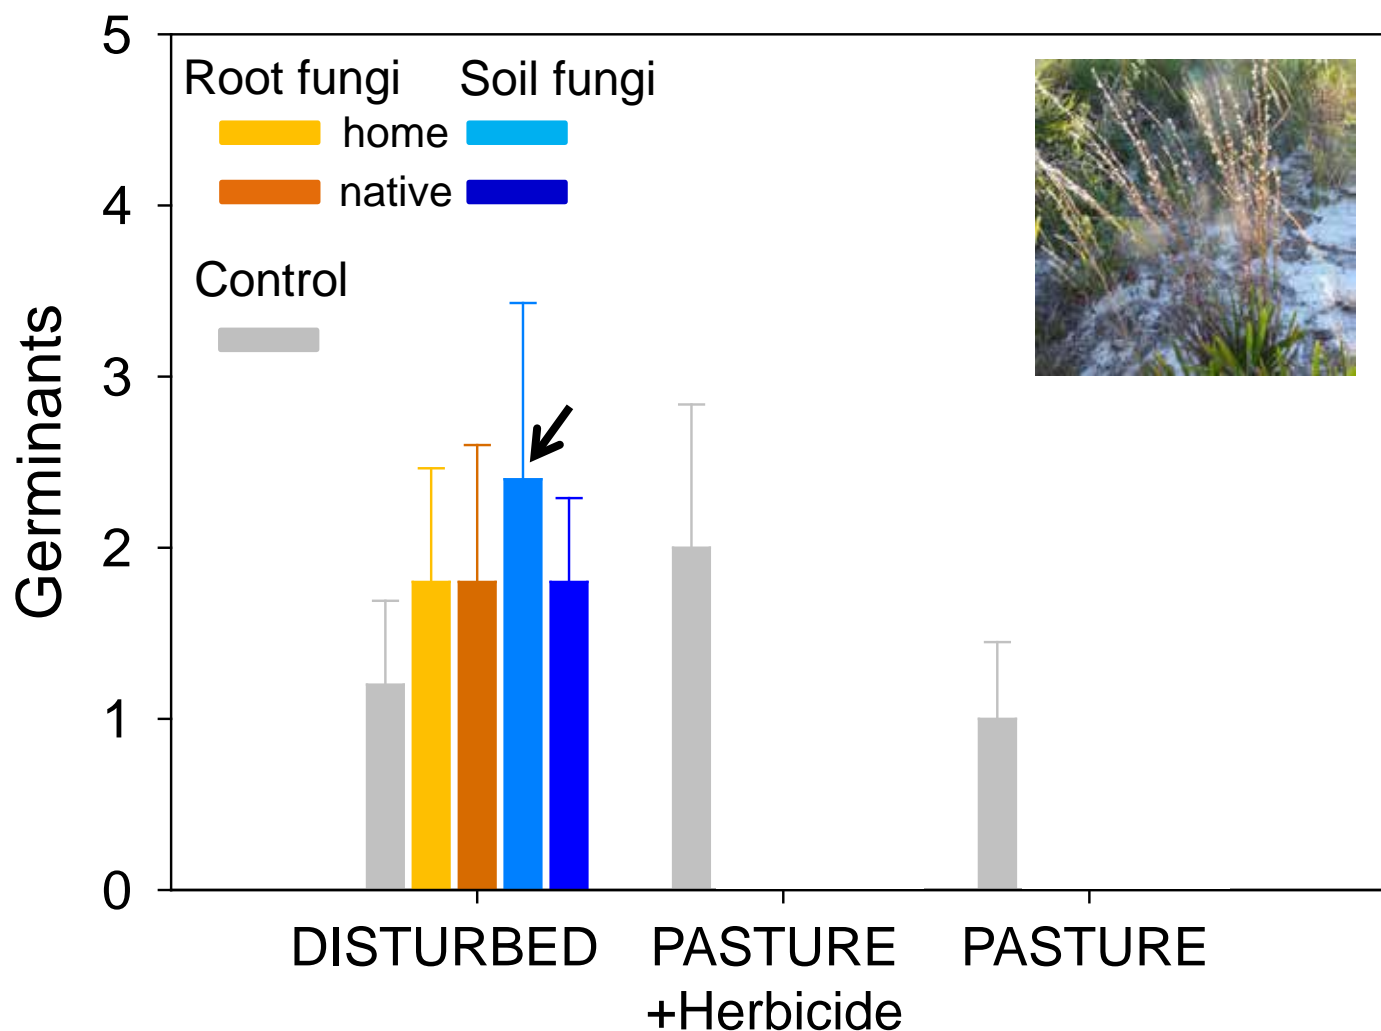 5
Root fungi Soil fungi
home
native
4
Control
3
2
1
0
Germinants
DISTURBED PASTURE PASTURE
+Herbicide